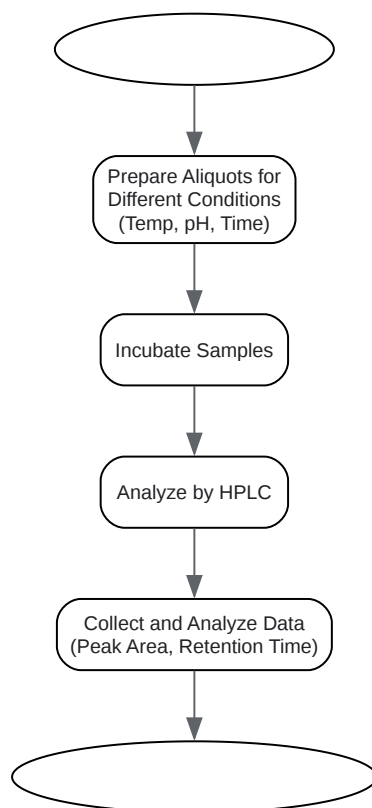 Prepare Aliquots for
Different Conditions
(Temp, pH, Time)
Incubate Samples
Analyze by HPLC
Collect and Analyze Data
(Peak Area, Retention Time)